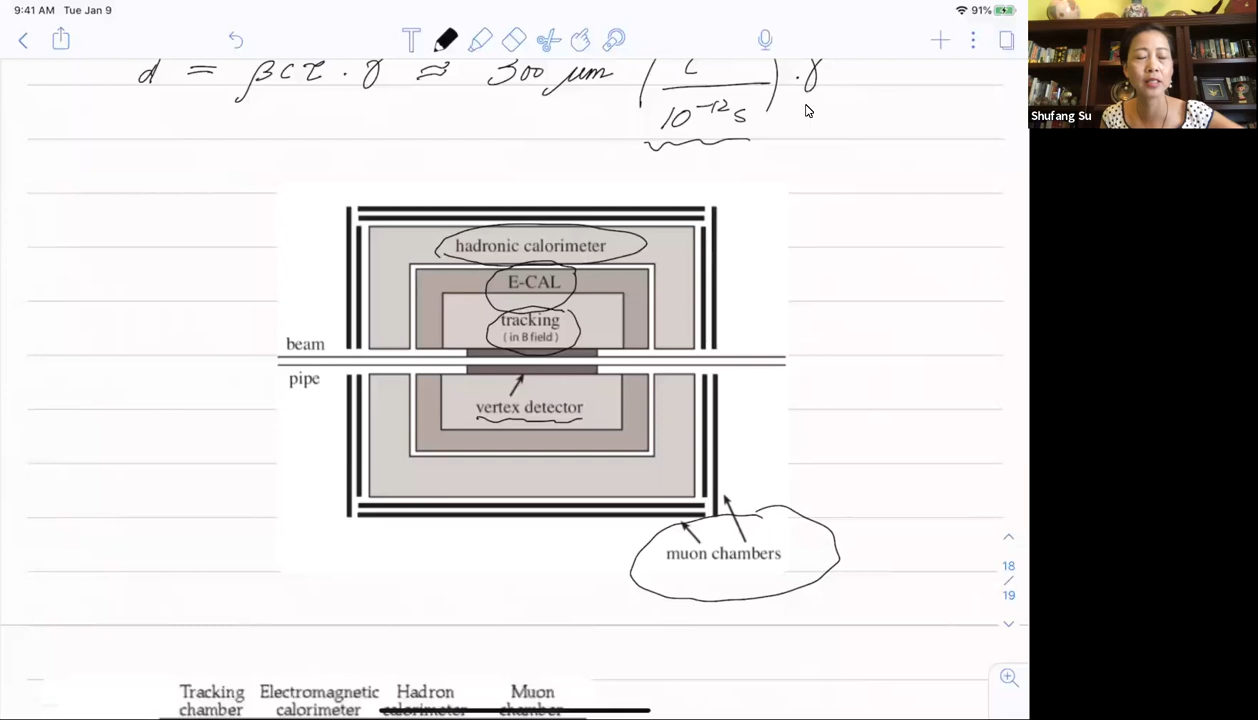 9:41 AM Tue Jan 9
91%
d = βcτ · γ ≈ 300 μm ( τ / 10⁻¹² s ) · γ
Shufang Su
hadronic calorimeter
E-CAL
tracking
( in B field )
beam
pipe
vertex detector
muon chambers
18
/
19
Tracking chamber
Electromagnetic calorimeter
Hadron calorimeter
Muon chamber